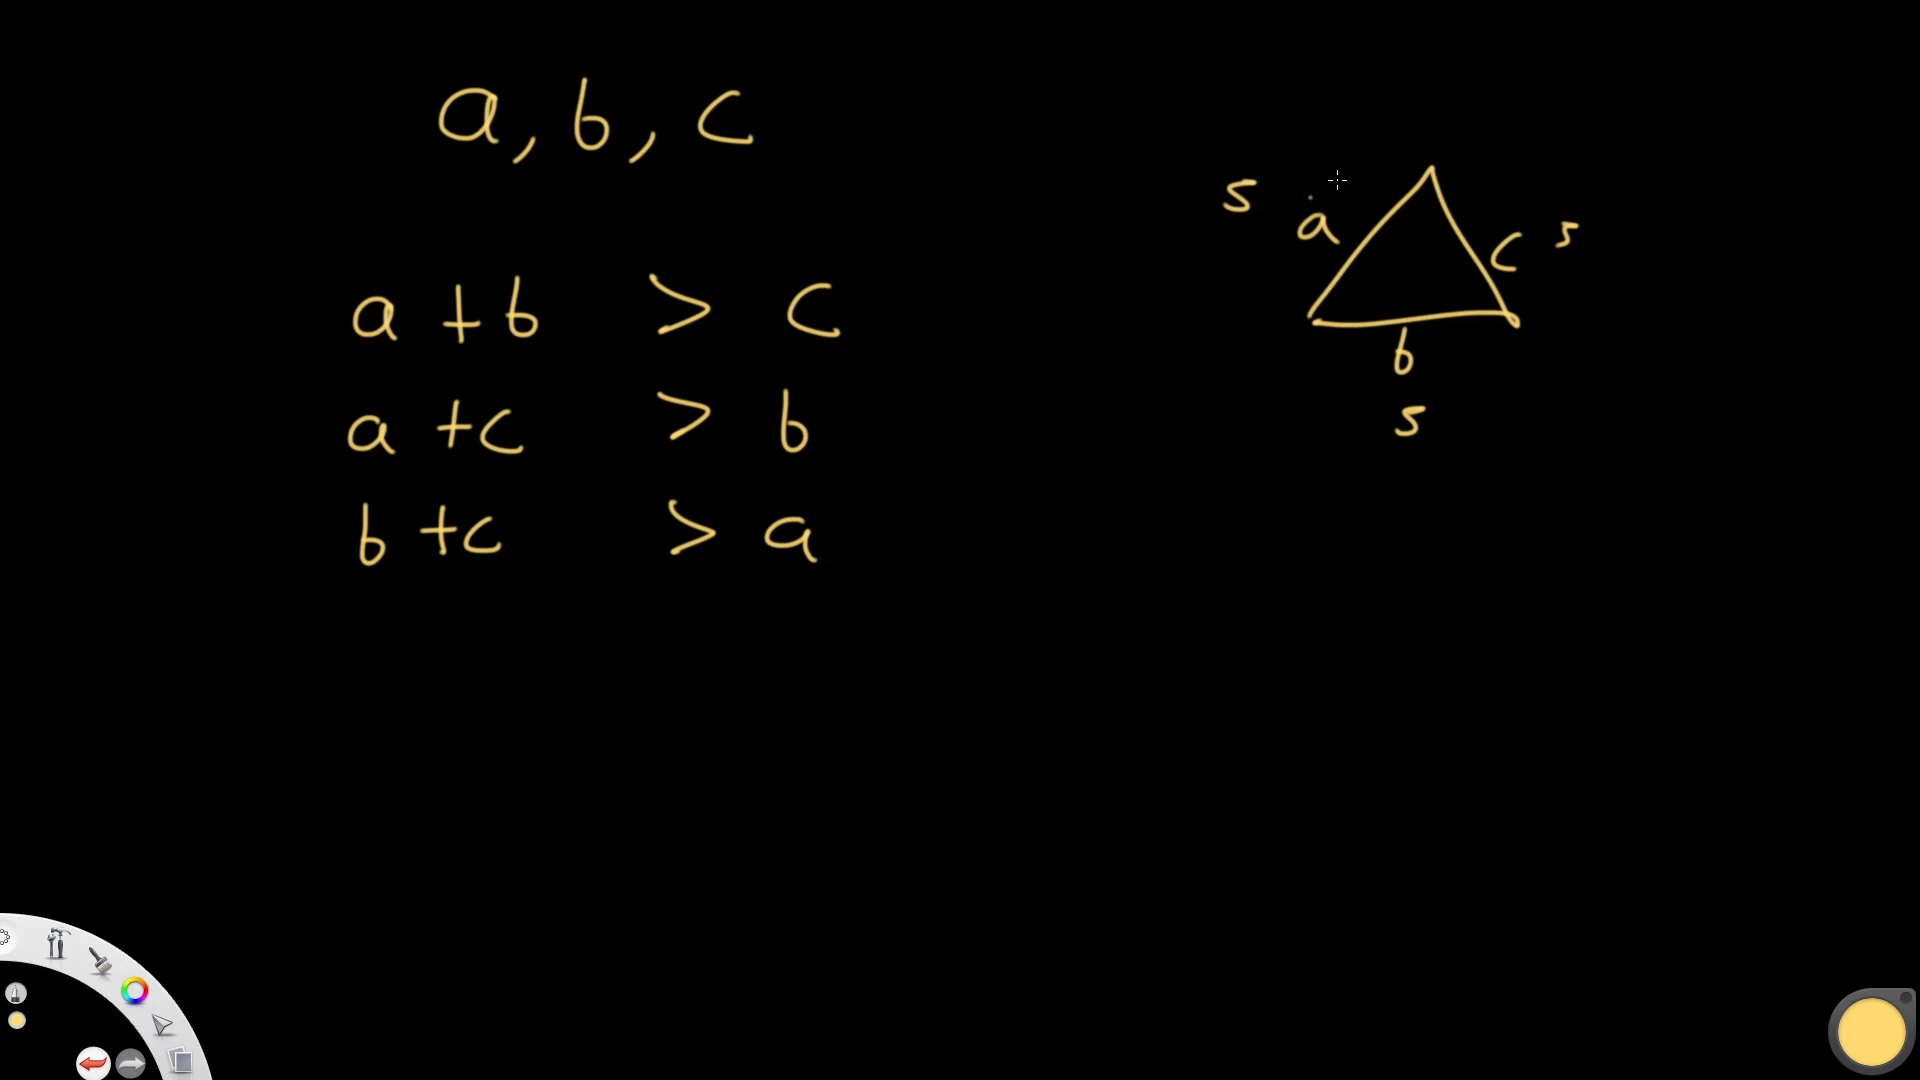 a, b, c
a + b > c
a + c > b
b + c > a
5 a
c 5
b
5